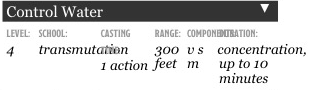 Control Water ▼
LEVEL: SCHOOL: CASTING TIME: RANGE: COMPONENTS: DURATION:
4 transmutation 1 action 300 feet v s m concentration, up to 10 minutes